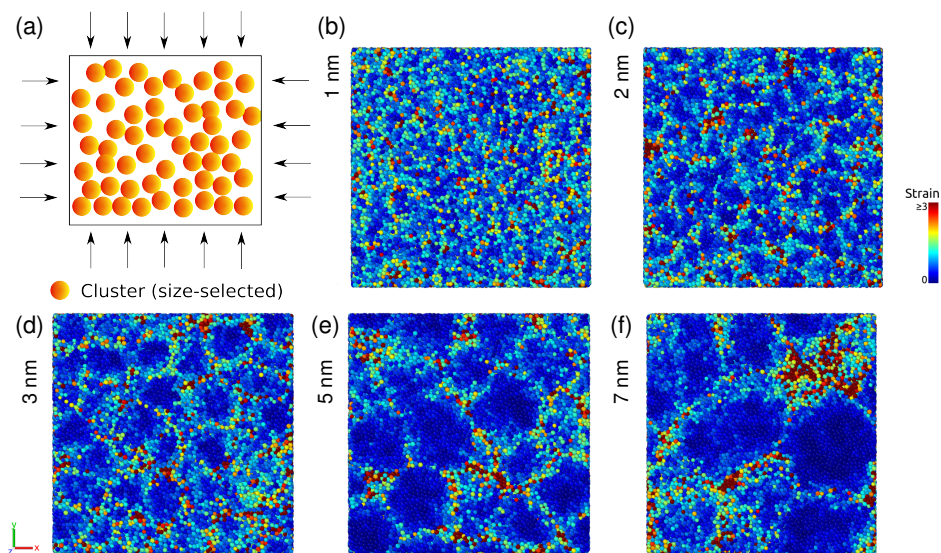 (a)
Cluster (size-selected)
(b)
1 nm
(c)
2 nm
Strain
≥3
0
(d)
3 nm
(e)
5 nm
(f)
7 nm
y
z
x